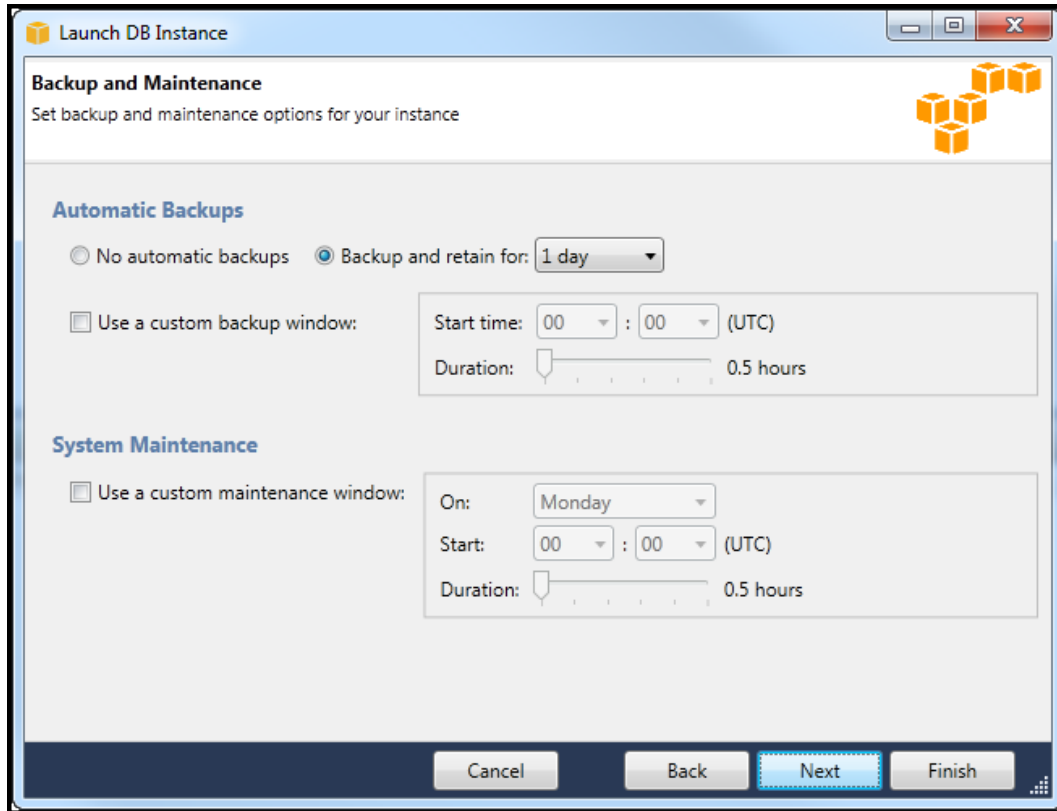 Launch DB Instance
Backup and Maintenance
Set backup and maintenance options for your instance
Automatic Backups
No automatic backups Backup and retain for: 1 day
Use a custom backup window: Start time: 00 : 00 (UTC)
Duration: 0.5 hours
System Maintenance
Use a custom maintenance window: On: Monday
Start: 00 : 00 (UTC)
Duration: 0.5 hours
Cancel Back Next Finish